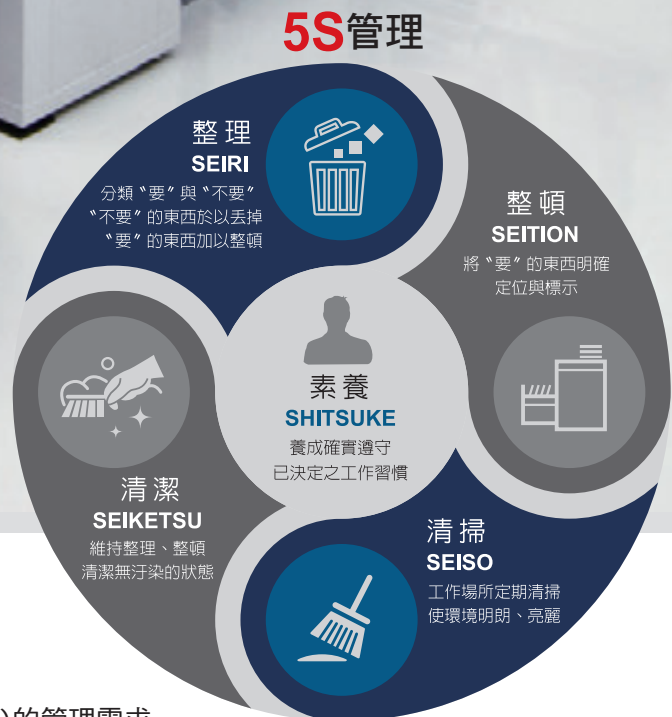 5S管理
整理
SEIRI
分類〝要〞與〝不要〞
〝不要〞的東西於以丟掉
〝要〞的東西加以整頓
整頓
SEITION
將〝要〞的東西明確
定位與標示
素養
SHITSUKE
養成確實遵守
已決定之工作習慣
清潔
SEIKETSU
維持整理、整頓
清潔無汙染的狀態
清掃
SEISO
工作場所定期清掃
使環境明朗、亮麗
)的管理需求